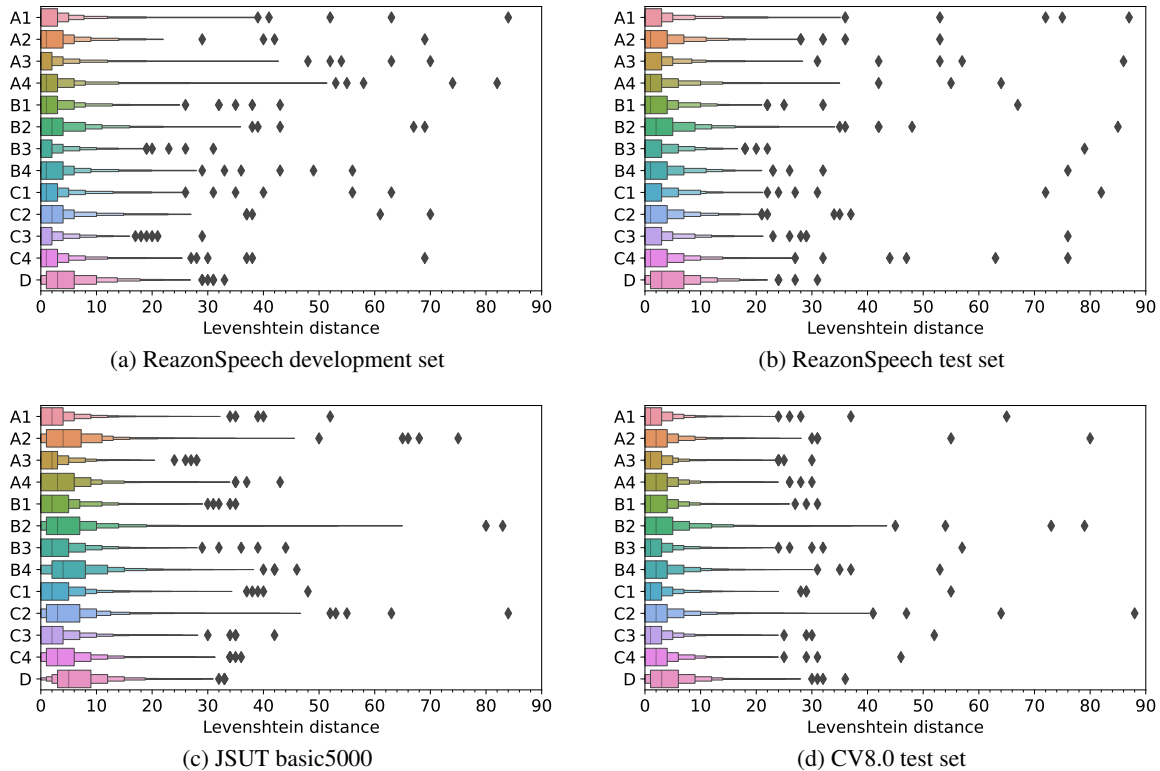 A1
A2
A3
A4
B1
B2
B3
B4
C1
C2
C3
C4
D
0 10 20 30 40 50 60 70 80 90
Levenshtein distance
(a) ReazonSpeech development set
A1
A2
A3
A4
B1
B2
B3
B4
C1
C2
C3
C4
D
0 10 20 30 40 50 60 70 80 90
Levenshtein distance
(b) ReazonSpeech test set
A1
A2
A3
A4
B1
B2
B3
B4
C1
C2
C3
C4
D
0 10 20 30 40 50 60 70 80 90
Levenshtein distance
(c) JSUT basic5000
A1
A2
A3
A4
B1
B2
B3
B4
C1
C2
C3
C4
D
0 10 20 30 40 50 60 70 80 90
Levenshtein distance
(d) CV8.0 test set